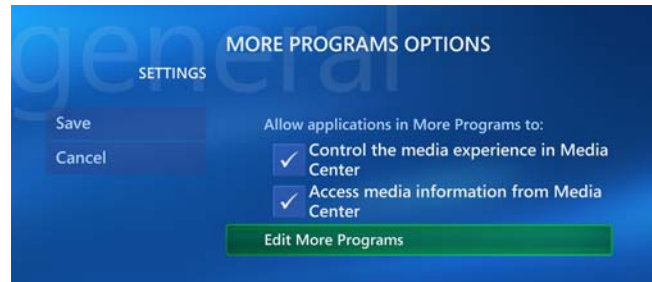 general
MORE PROGRAMS OPTIONS
SETTINGS
Save
Cancel
Allow applications in More Programs to:
Control the media experience in Media
Center
Access media information from Media
Center
Edit More Programs